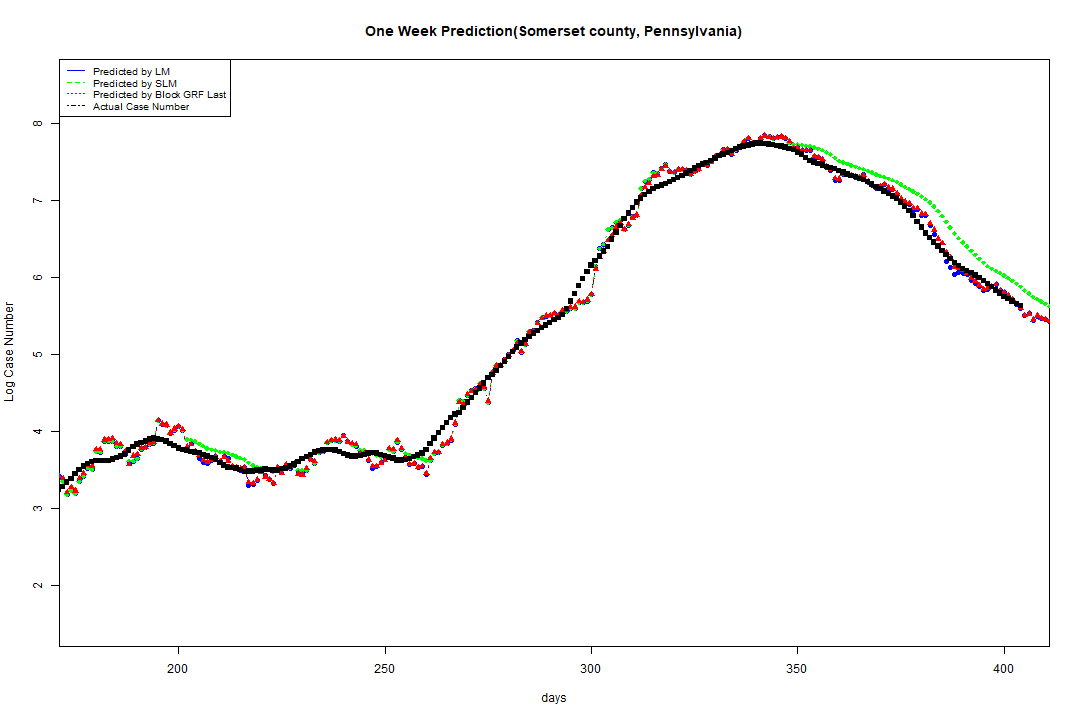 One Week Prediction(Somerset county, Pennsylvania)
Predicted by LM
Predicted by SLM
Predicted by Block GRF Last
Actual Case Number
8
7
6
5
4
3
2
Log Case Number
200
250
300
350
400
days